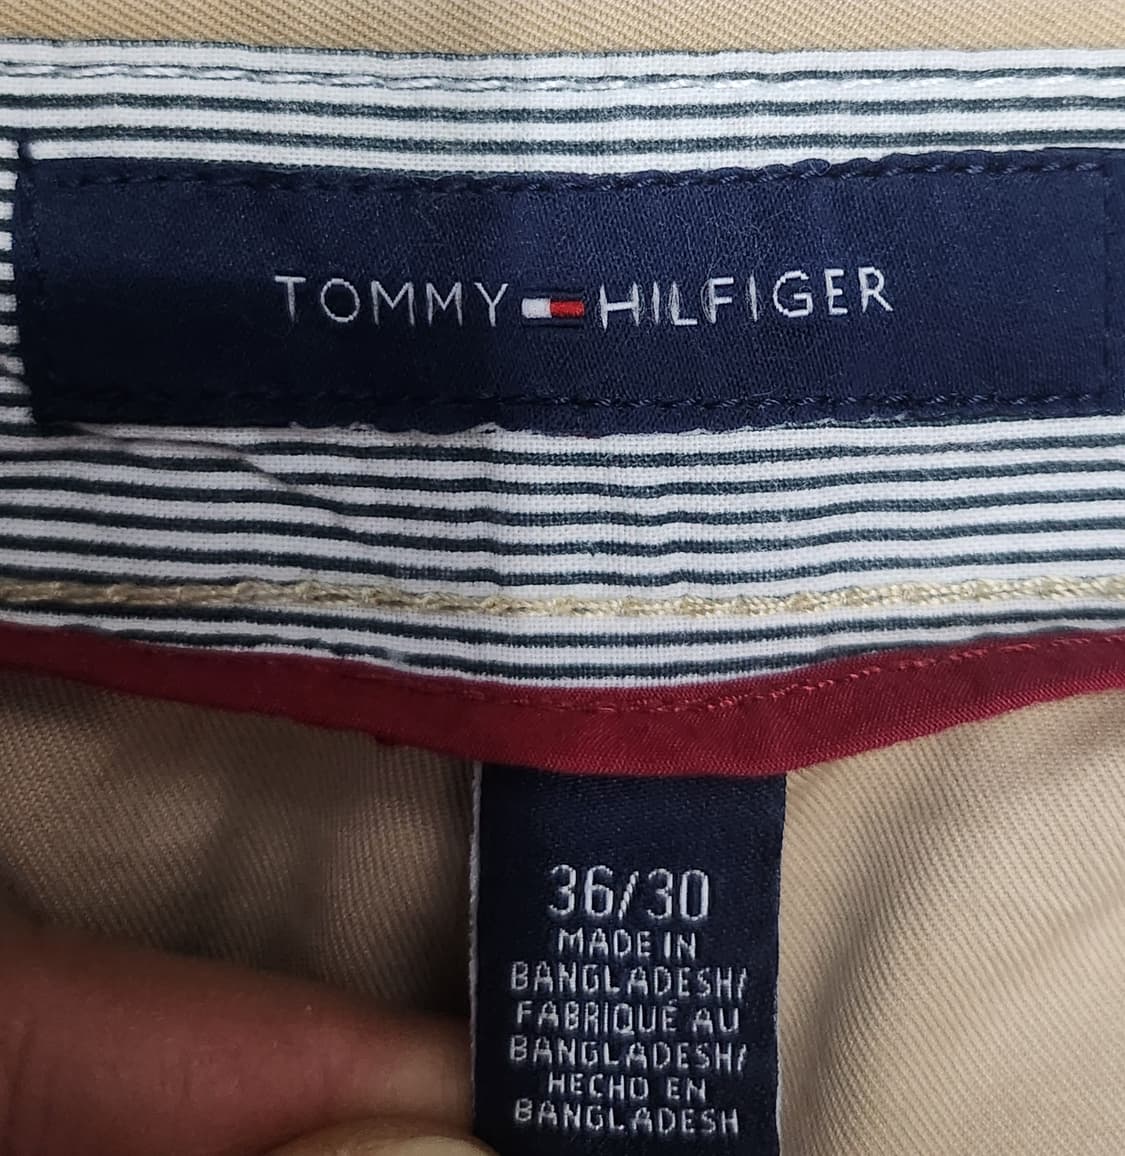 TOMMY HILFIGER
36/30
MADE IN
BANGLADESH/
FABRIQUÉ AU
BANGLADESH/
HECHO EN
BANGLADESH